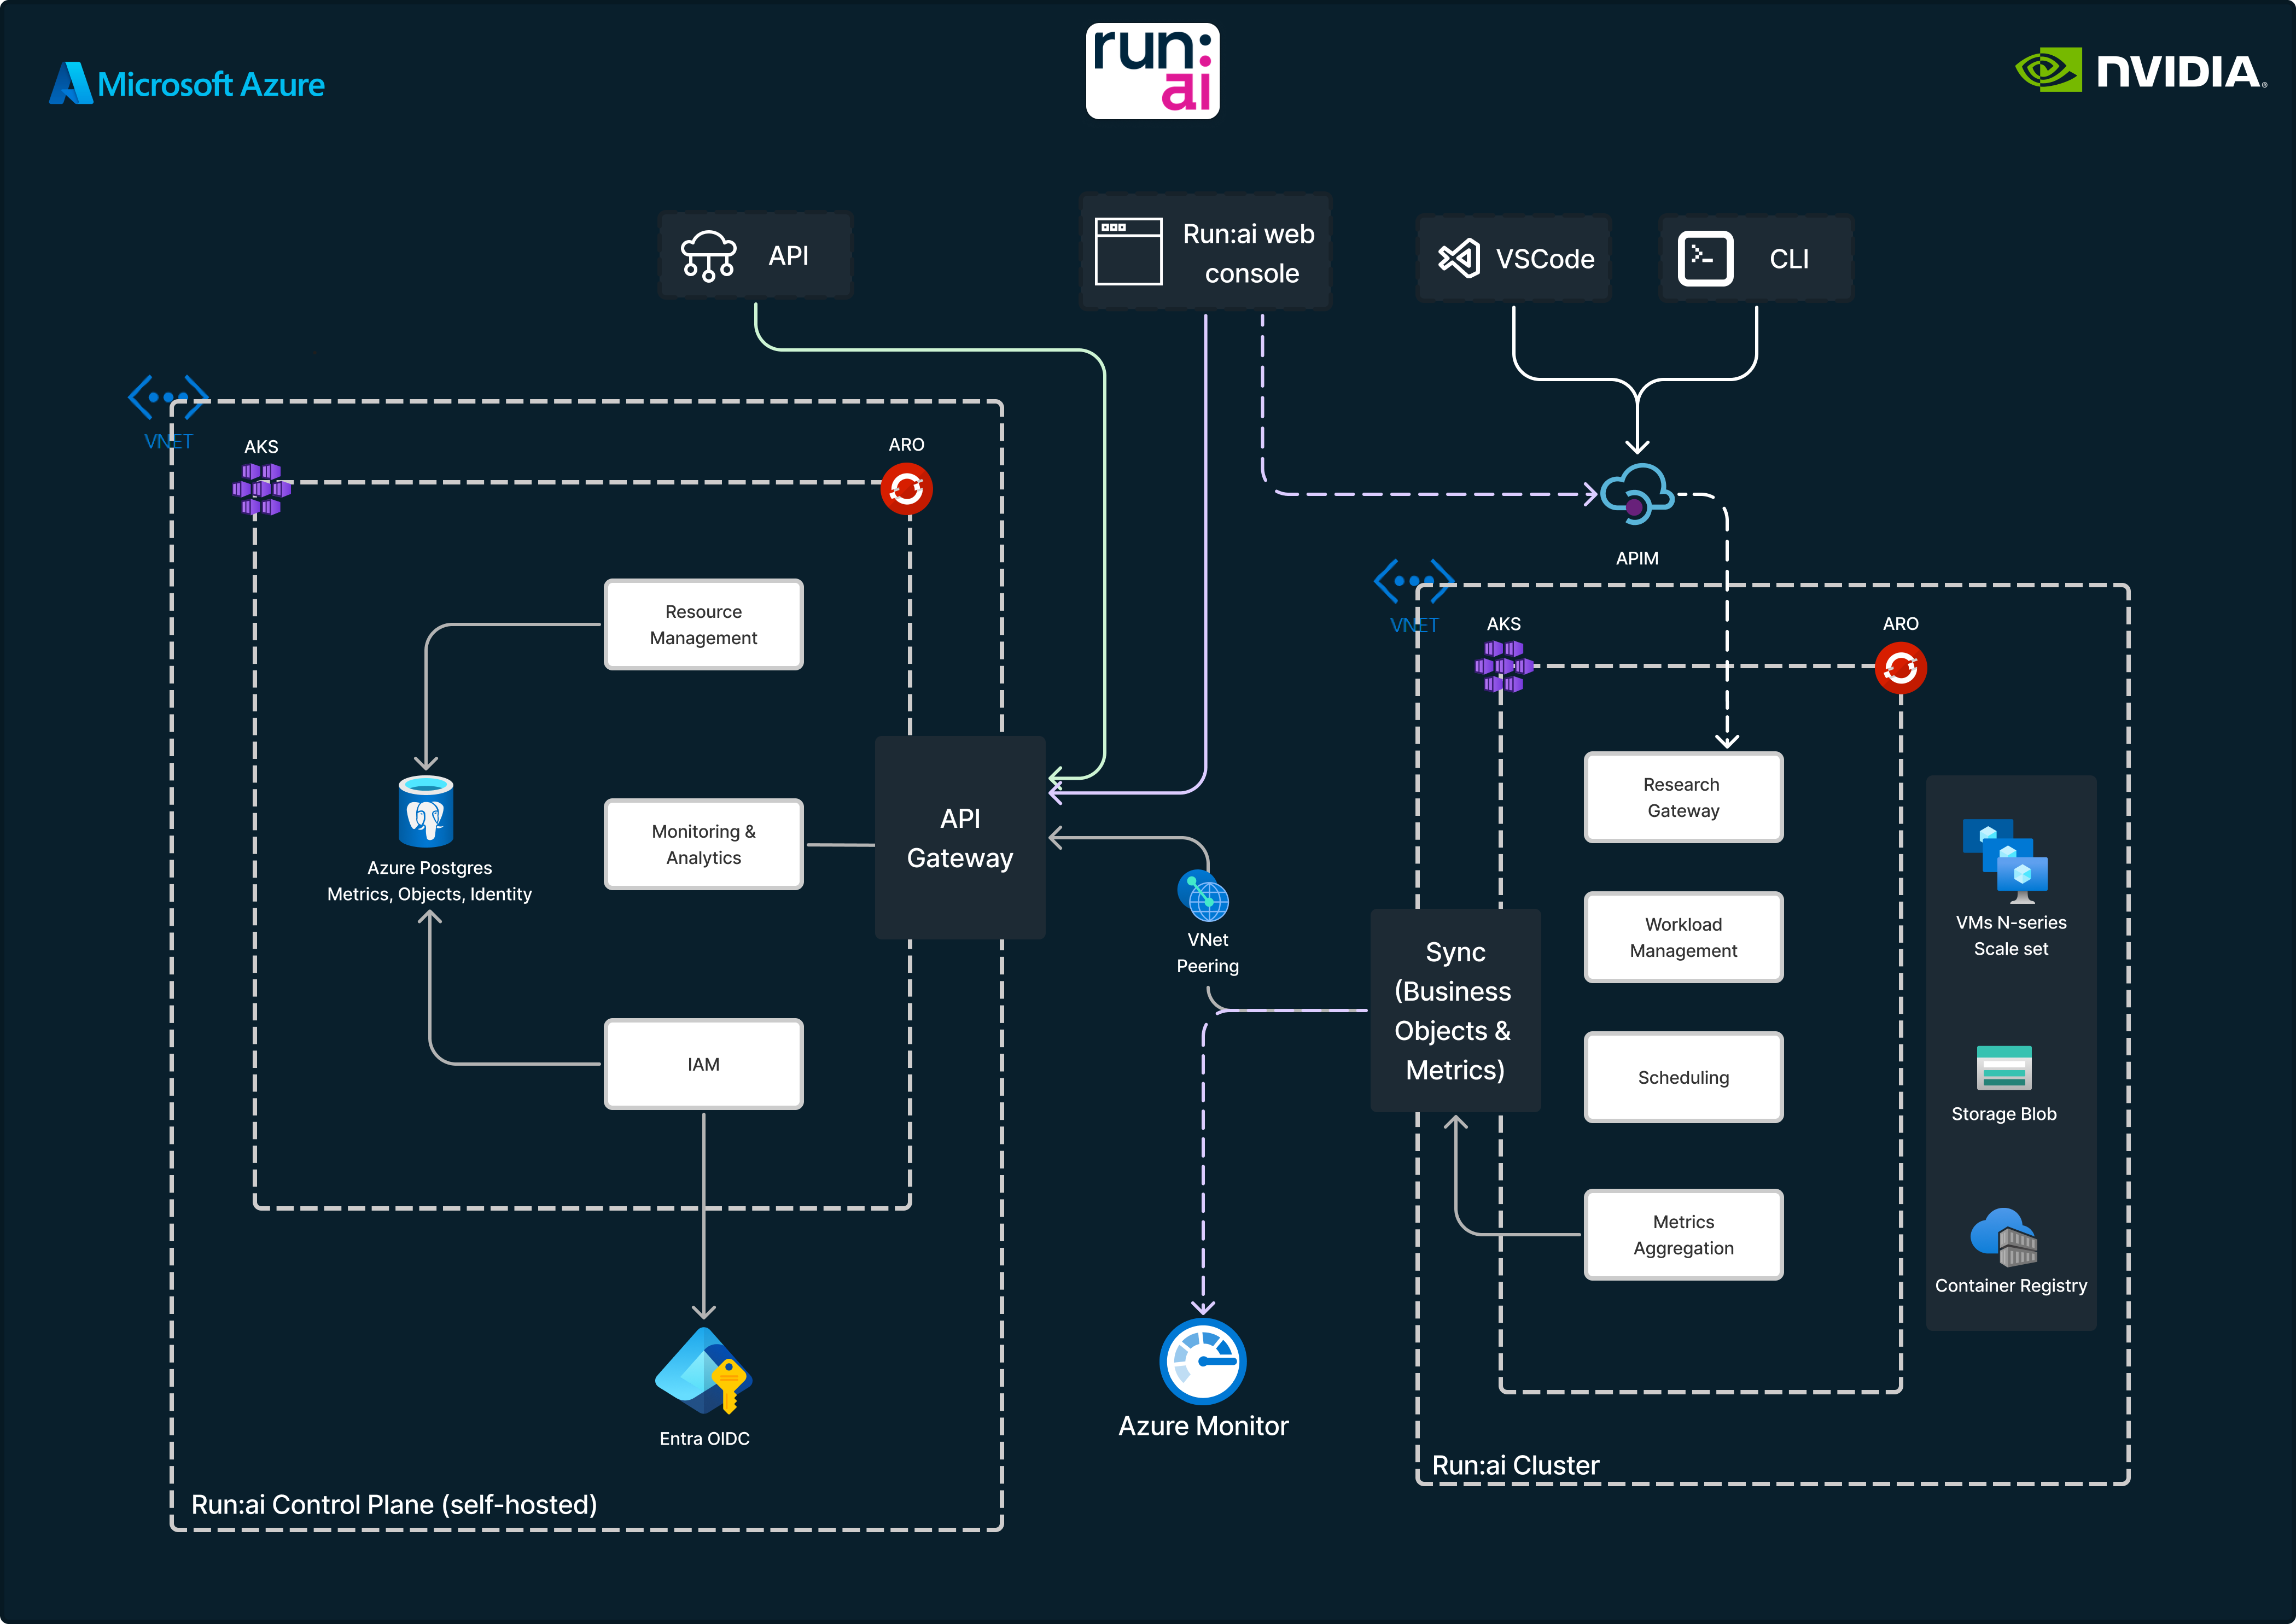 Microsoft Azure
run:
ai
NVIDIA
API
Run:ai web
console
VSCode
CLI
VNET
AKS
ARO
Resource
Management
Monitoring &
Analytics
IAM
Azure Postgres
Metrics, Objects, Identity
Entra OIDC
Run:ai Control Plane (self-hosted)
API
Gateway
VNet
Peering
Azure Monitor
APIM
VNET
AKS
ARO
Research
Gateway
Workload
Management
Scheduling
Metrics
Aggregation
Sync
(Business
Objects &
Metrics)
VMs N-series
Scale set
Storage Blob
Container Registry
Run:ai Cluster